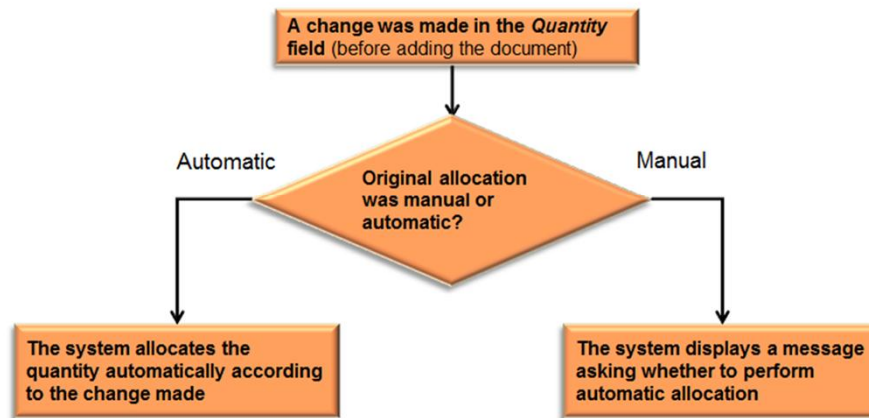 A change was made in the Quantity
field (before adding the document)
Automatic
Manual
Original allocation
was manual or
automatic?
The system allocates the
quantity automatically according
to the change made
The system displays a message
asking whether to perform
automatic allocation